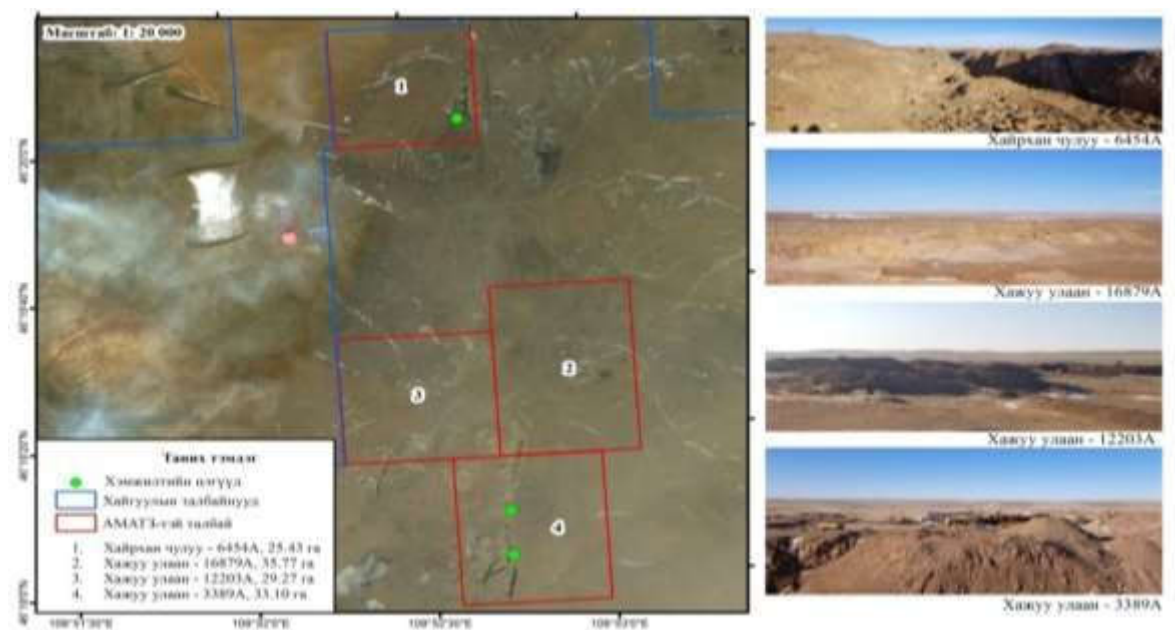 Масштаб: 1: 20 000
1
2
3
4
Таних тэмдэг
Хэмжилтийн цэгүүд
Хайгуулын талбайнууд
АМАТЗ-тэй талбай
1. Хайрхан чулуу - 6454А, 25.43 га
2. Хажуу улаан - 16879А, 35.77 га
3. Хажуу улаан - 12203А, 29.27 га
4. Хажуу улаан - 3389А, 33.10 га
Хайрхан чулуу - 6454А
Хажуу улаан - 16879А
Хажуу улаан - 12203А
Хажуу улаан - 3389А